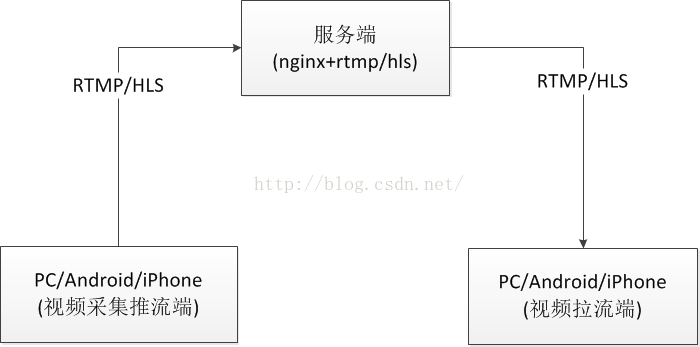 服务端
(nginx+rtmp/hls)
RTMP/HLS
RTMP/HLS
http://blog.csdn.net/
PC/Android/iPhone
(视频采集推流端)
PC/Android/iPhone
(视频拉流端)